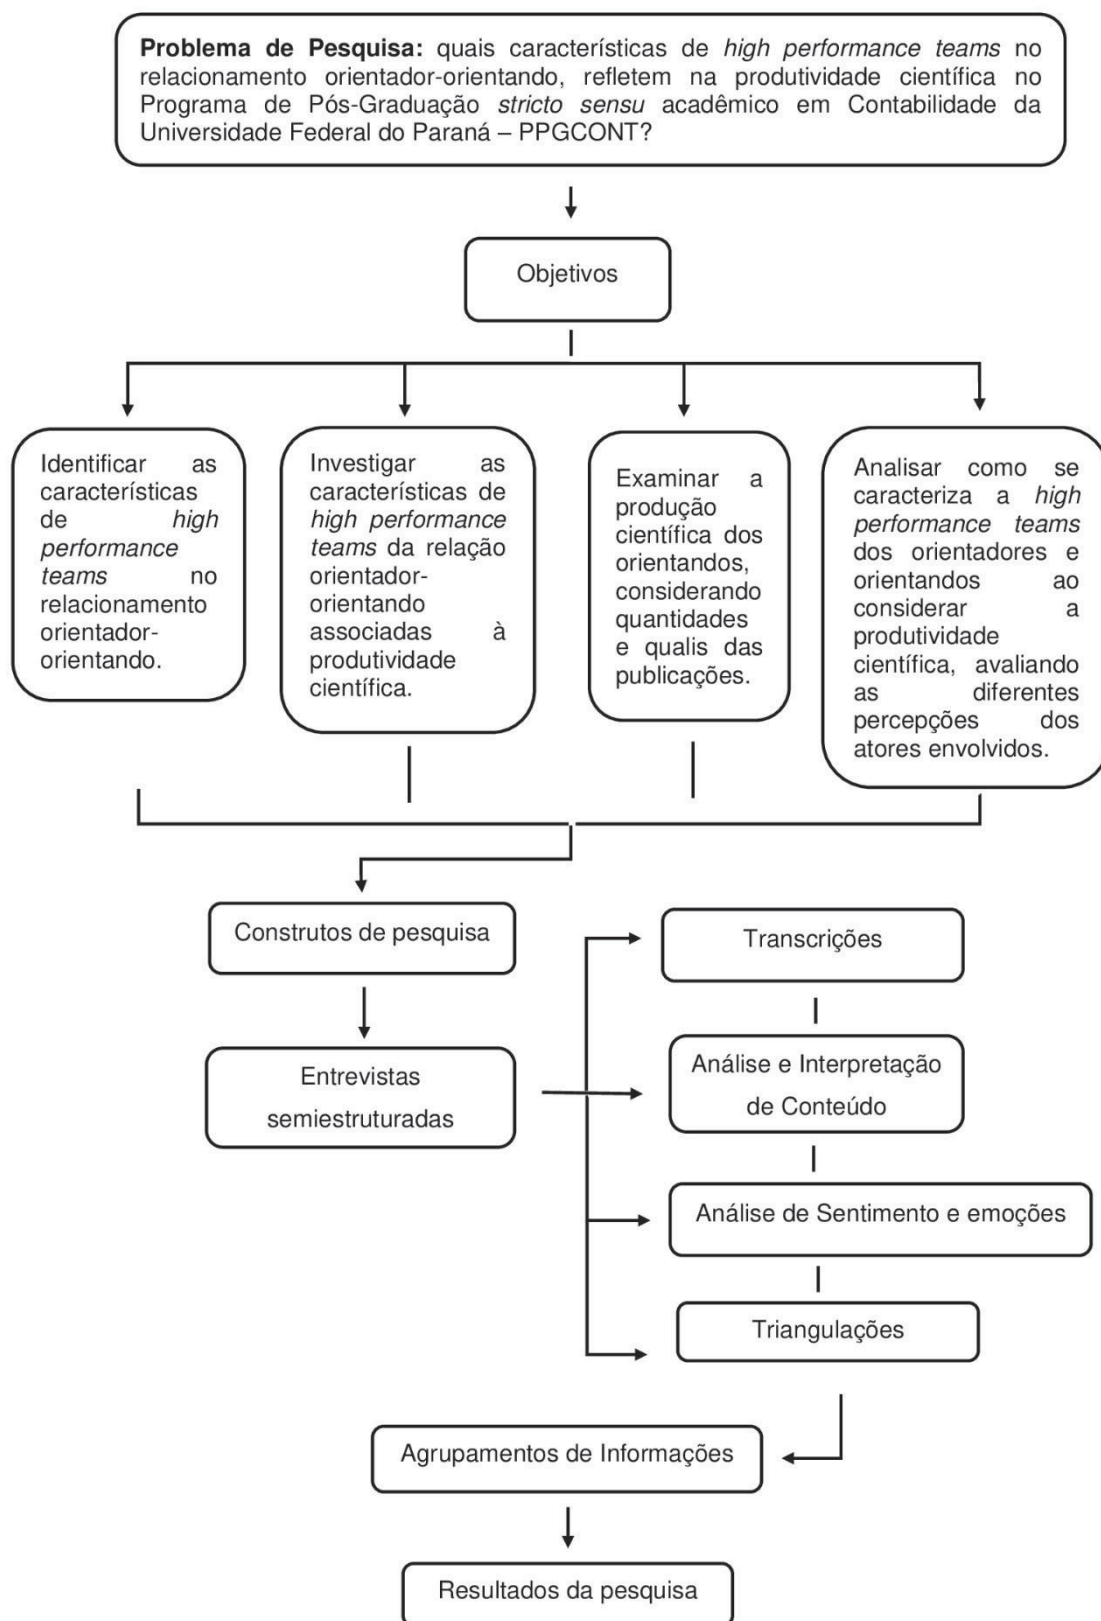 Problema de Pesquisa: quais características de high performance teams no
relacionamento orientador-orientando, refletem na produtividade científica no
Programa de Pós-Graduação stricto sensu acadêmico em Contabilidade da
Universidade Federal do Paraná – PPGCONT?
Objetivos
Identificar as
características
de high
performance
teams no
relacionamento
orientador-
orientando.
Investigar as
características de
high performance
teams da relação
orientador-
orientando
associadas à
produtividade
científica.
Examinar a
produção
científica dos
orientandos,
considerando
quantidades
e qualis das
publicações.
Analisar como se
caracteriza a high
performance teams
dos orientadores e
orientandos ao
considerar a
produtividade
científica, avaliando
as diferentes
percepções dos
atores envolvidos.
Construtos de pesquisa
Entrevistas
semiestruturadas
Transcrições
Análise e Interpretação
de Conteúdo
Análise de Sentimento e emoções
Triangulações
Agrupamentos de Informações
Resultados da pesquisa